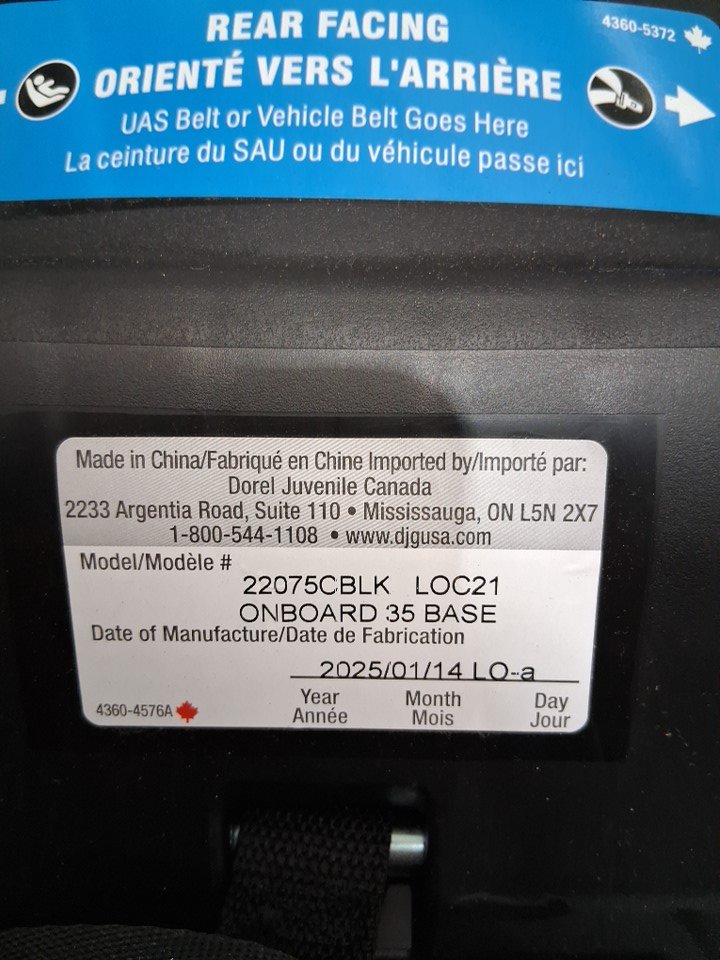 REAR FACING
4360-5372
ORIENTÉ VERS L'ARRIÈRE
UAS Belt or Vehicle Belt Goes Here
La ceinture du SAU ou du véhicule passe ici
Made in China/Fabriqué en Chine Imported by/Importé par:
Dorel Juvenile Canada
2233 Argentia Road, Suite 110 • Mississauga, ON L5N 2X7
1-800-544-1108 • www.djgusa.com
Model/Modèle #
22075CBLK LOC21
ONBOARD 35 BASE
Date of Manufacture/Date de Fabrication
2025/01/14 LO-a
Year Month Day
Année Mois Jour
4360-4576A